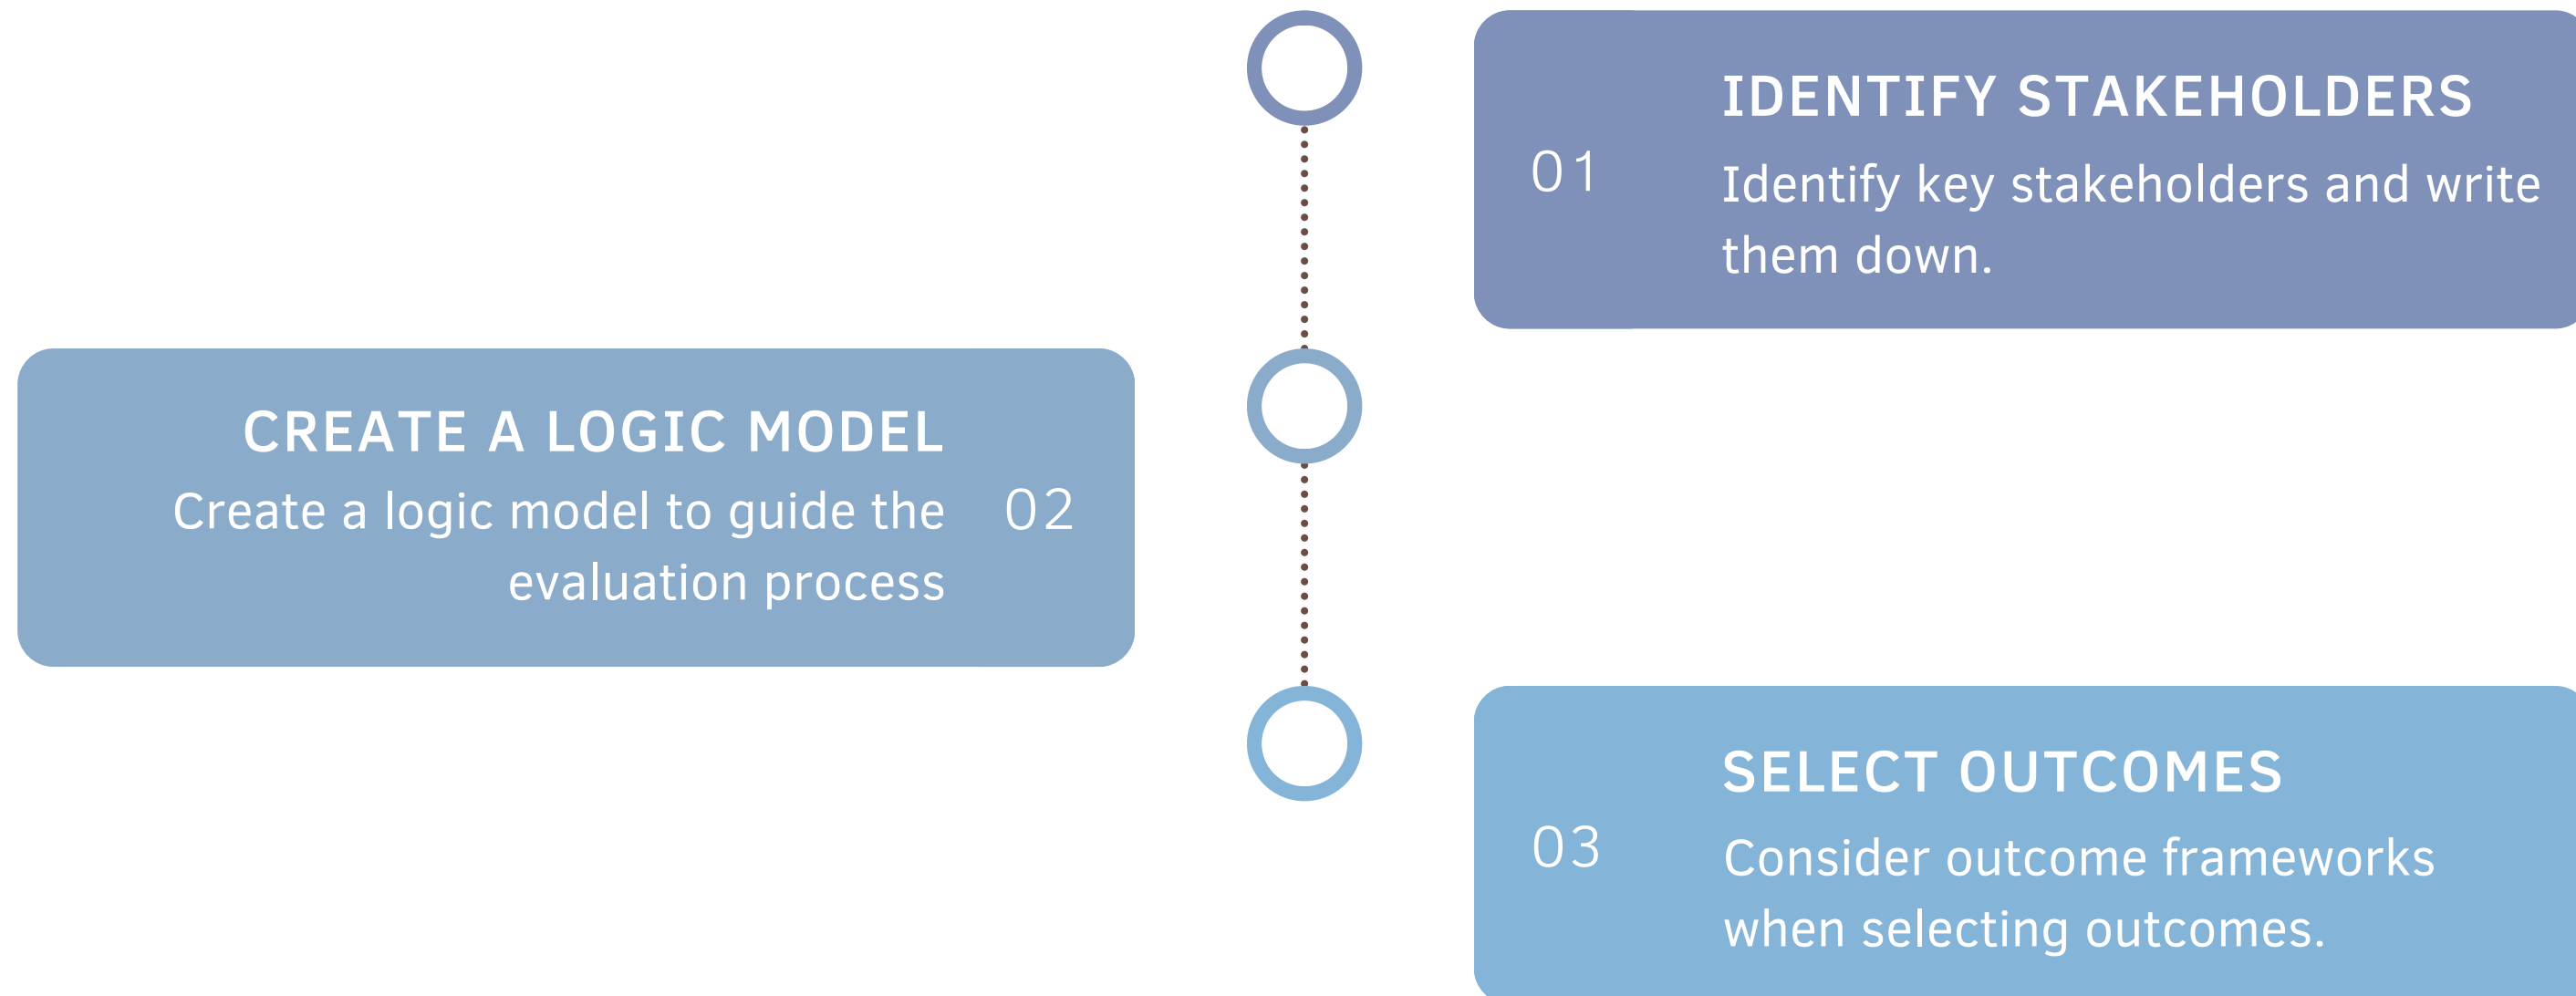 IDENTIFY STAKEHOLDERS
01
Identify key stakeholders and write
them down.
CREATE A LOGIC MODEL
Create a logic model to guide the
02
evaluation process
SELECT OUTCOMES
03
Consider outcome frameworks
when selecting outcomes.